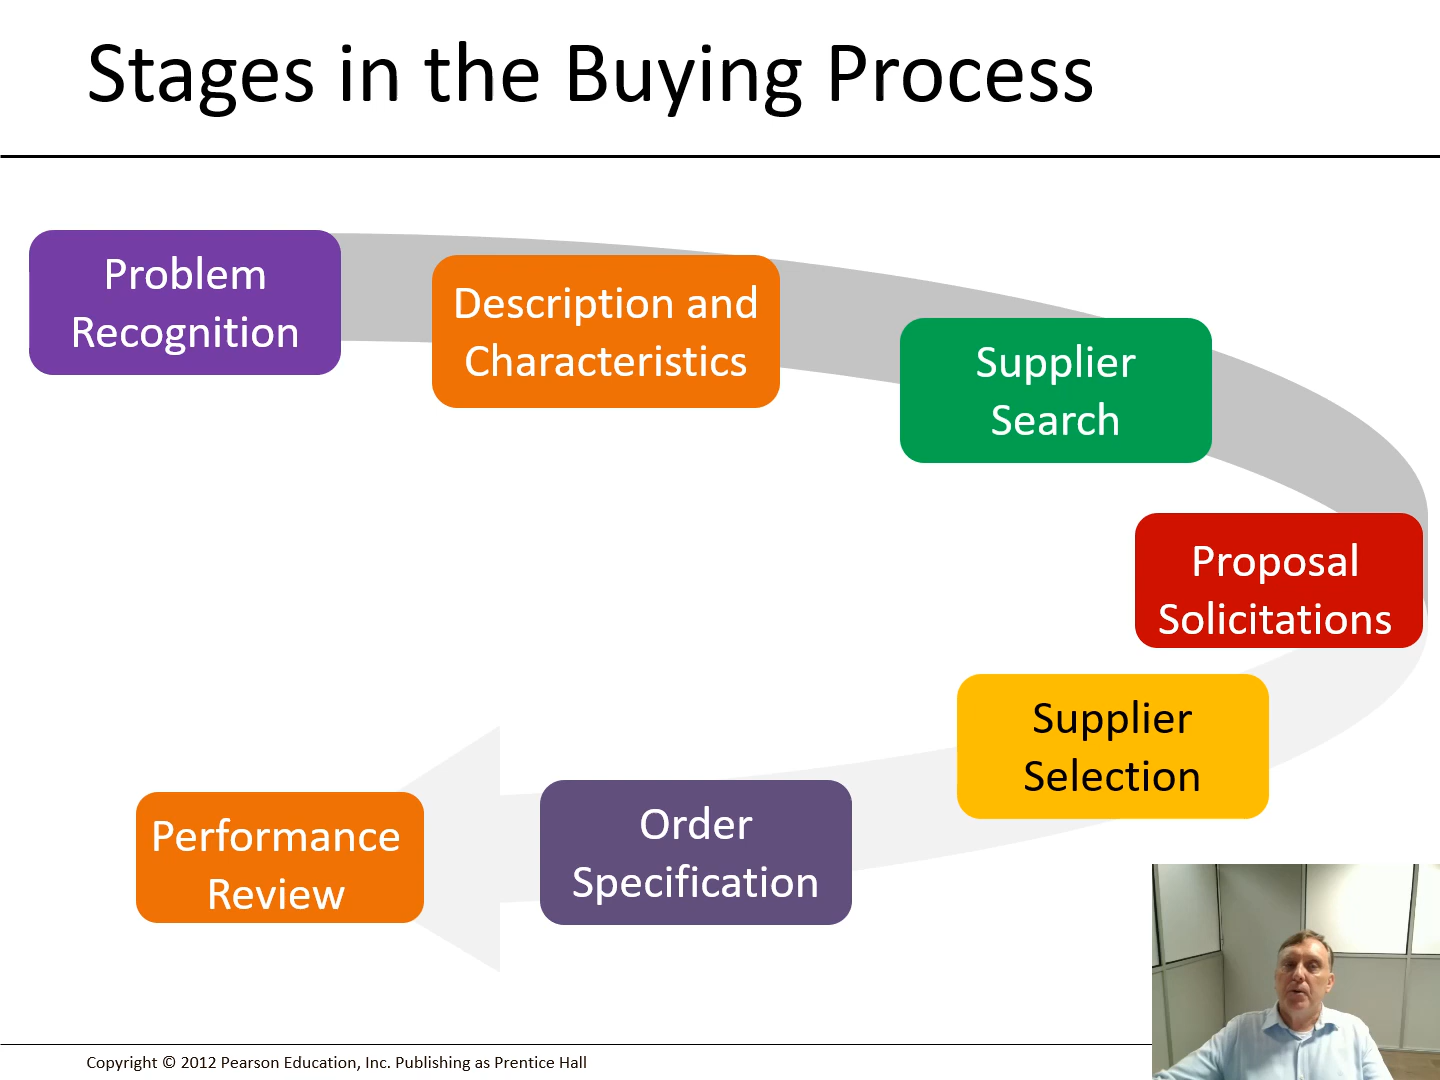 Stages in the Buying Process
Problem
Recognition
Description and
Characteristics
Supplier
Search
Proposal
Solicitations
Supplier
Selection
Order
Specification
Performance
Review
Copyright © 2012 Pearson Education, Inc. Publishing as Prentice Hall